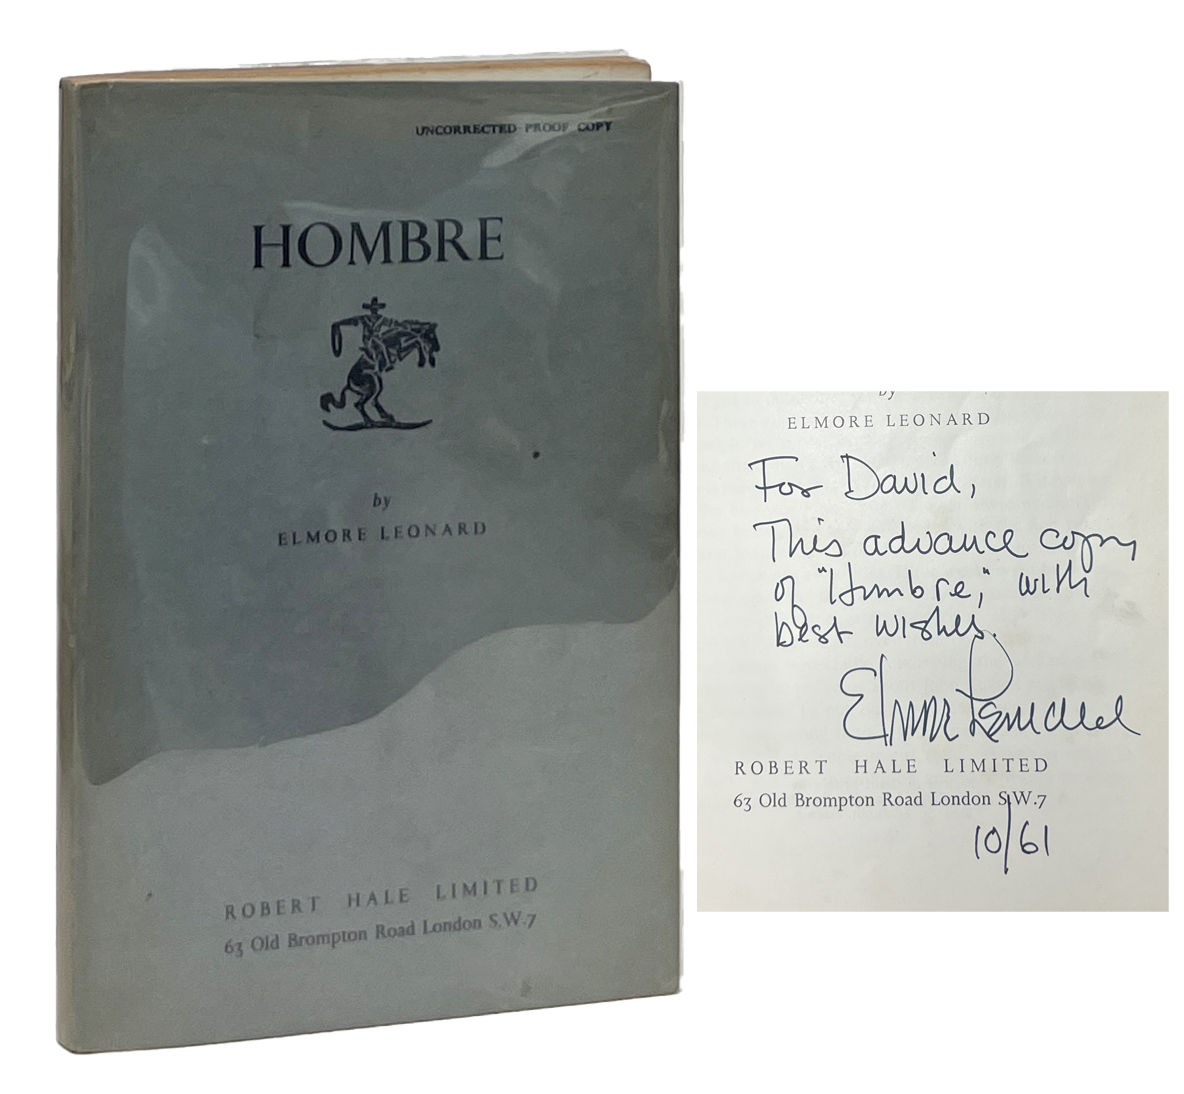 UNCORRECTED PROOF COPY
HOMBRE
by
ELMORE LEONARD
ROBERT HALE LIMITED
63 Old Brompton Road London S.W.7
by
ELMORE LEONARD
For David,
This advance copy
of "Hombre," with
best wishes.
Elmore Leonard
ROBERT HALE LIMITED
63 Old Brompton Road London S.W.7
10/61